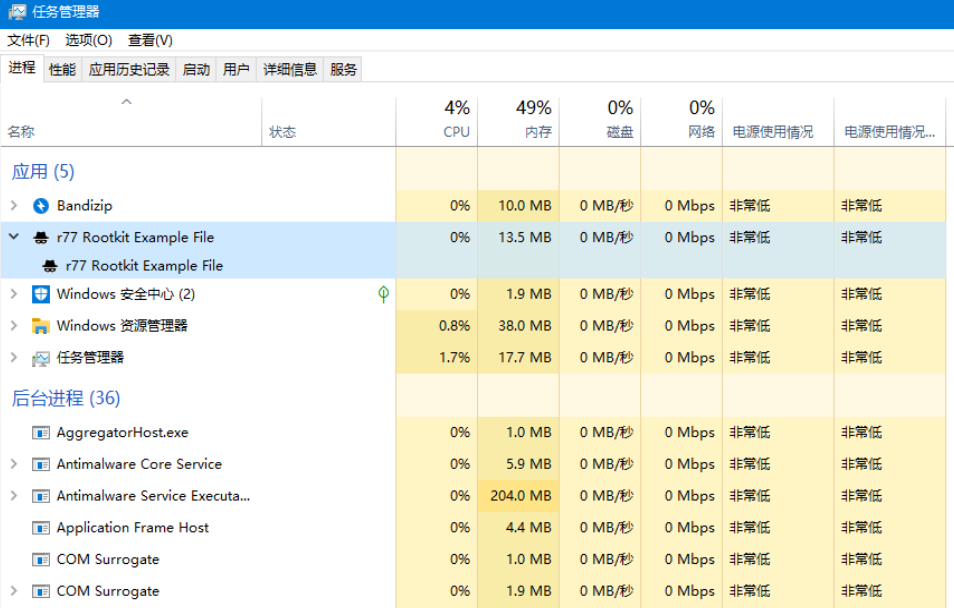 任务管理器
文件(F) 选项(O) 查看(V)
进程 性能 应用历史记录 启动 用户 详细信息 服务
4% 49% 0% 0%
名称 状态 CPU 内存 磁盘 网络 电源使用情况 电源使用情况...
应用 (5)
Bandizip 0% 10.0 MB 0 MB/秒 0 Mbps 非常低 非常低
r77 Rootkit Example File 0% 13.5 MB 0 MB/秒 0 Mbps 非常低 非常低
r77 Rootkit Example File
Windows 安全中心 (2) 0% 1.9 MB 0 MB/秒 0 Mbps 非常低 非常低
Windows 资源管理器 0.8% 38.0 MB 0 MB/秒 0 Mbps 非常低 非常低
任务管理器 1.7% 17.7 MB 0 MB/秒 0 Mbps 非常低 非常低
后台进程 (36)
AggregatorHost.exe 0% 1.0 MB 0 MB/秒 0 Mbps 非常低 非常低
Antimalware Core Service 0% 5.9 MB 0 MB/秒 0 Mbps 非常低 非常低
Antimalware Service Executa... 0% 204.0 MB 0 MB/秒 0 Mbps 非常低 非常低
Application Frame Host 0% 4.4 MB 0 MB/秒 0 Mbps 非常低 非常低
COM Surrogate 0% 1.0 MB 0 MB/秒 0 Mbps 非常低 非常低
COM Surrogate 0% 1.9 MB 0 MB/秒 0 Mbps 非常低 非常低